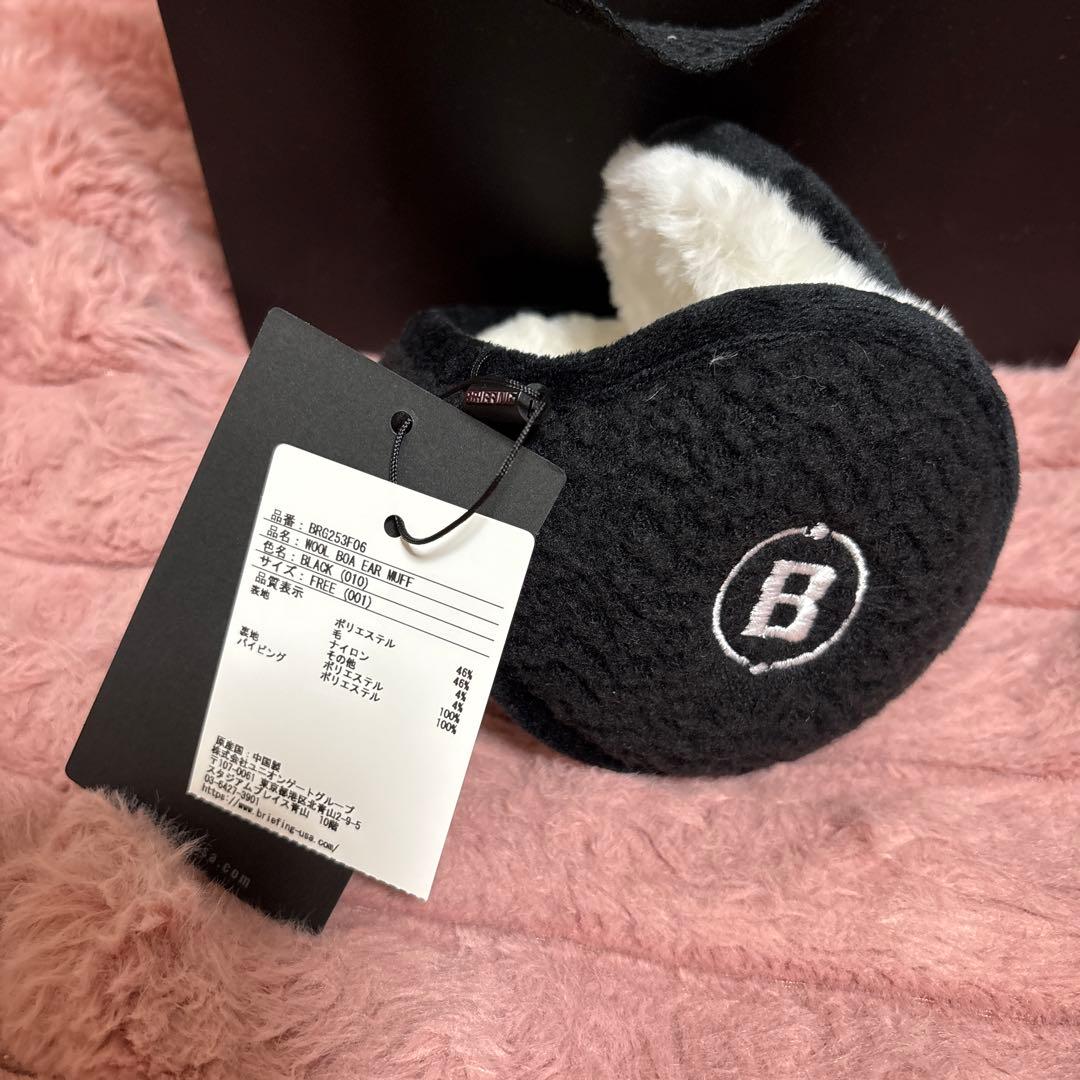 BRIEFING
品番 : BRG253F06
品名 : WOOL BOA EAR MUFF
色名 : BLACK (010)
サイズ : FREE (001)
品質表示
表地 ポリエステル 46%
毛 46%
ナイロン 4%
その他 4%
裏地 ポリエステル 100%
パイピング ポリエステル 100%
原産国 : 中国製
株式会社ユニオンゲートグループ
〒107-0061 東京都港区北青山2-9-5
スタジアムプレイス青山 10階
03-6427-3901
https://www.briefing-usa.com/
sa.com
B